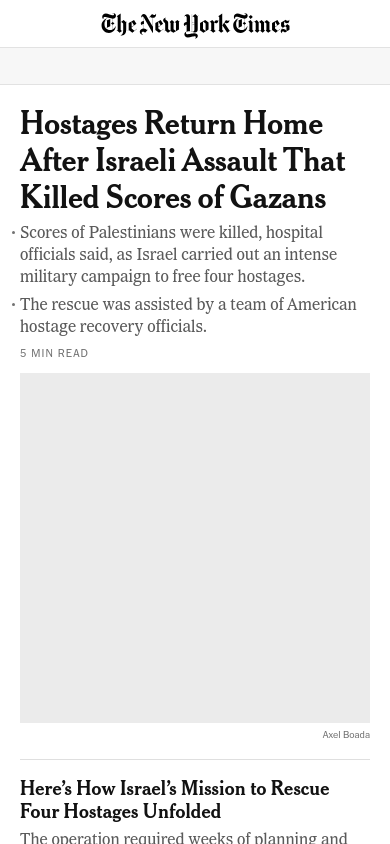 The New York Times
Hostages Return Home
After Israeli Assault That
Killed Scores of Gazans
Scores of Palestinians were killed, hospital
officials said, as Israel carried out an intense
military campaign to free four hostages.
The rescue was assisted by a team of American
hostage recovery officials.
5 MIN READ
Axel Boada
Here’s How Israel’s Mission to Rescue
Four Hostages Unfolded
The operation required weeks of planning and